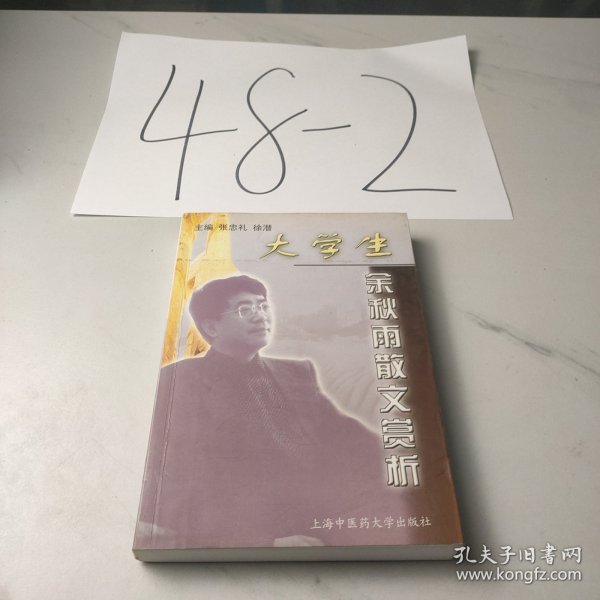 48-2
主编 张忠礼 徐潜
大学生
余秋雨散文赏析
上海中医药大学出版社
孔夫子旧书网
www.kongfz.com